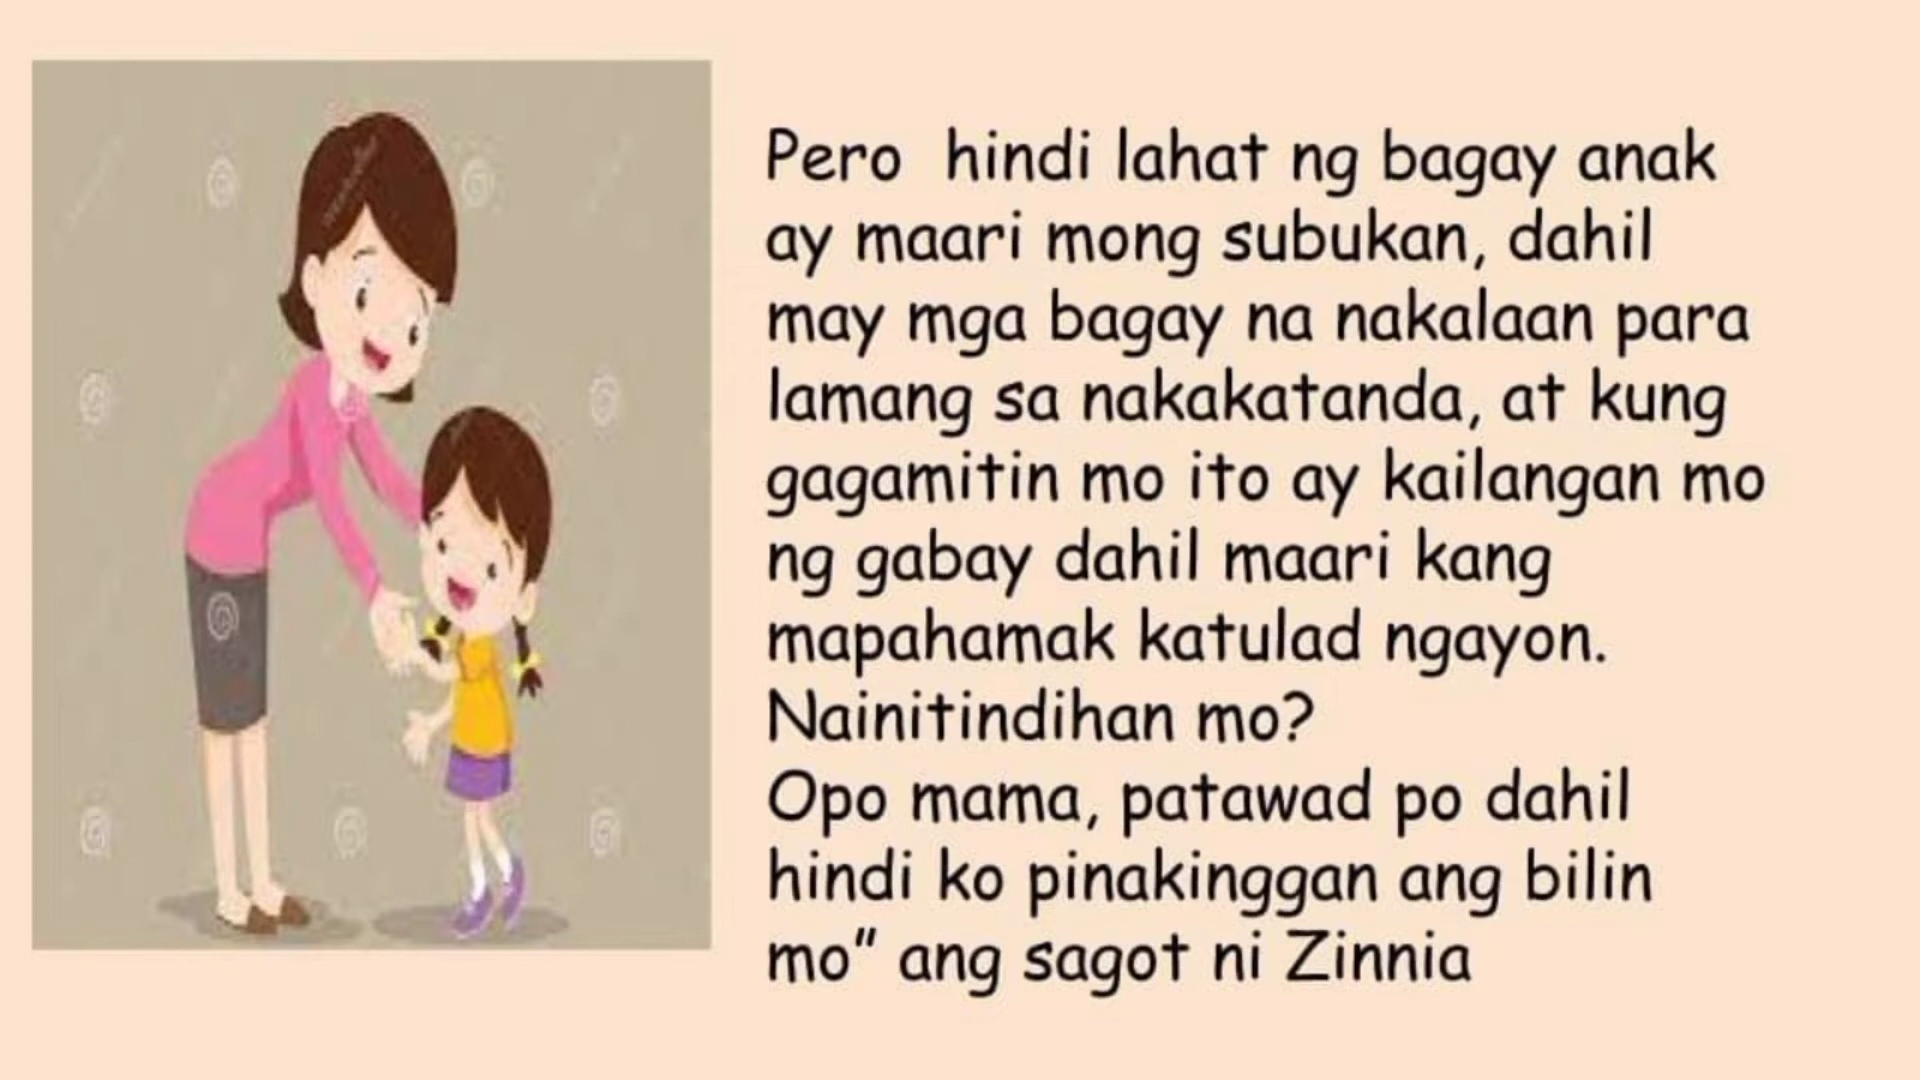 Pero hindi lahat ng bagay anak
ay maari mong subukan, dahil
may mga bagay na nakalaan para
lamang sa nakakatanda, at kung
gagamitin mo ito ay kailangan mo
ng gabay dahil maari kang
mapahamak katulad ngayon.
Nainitindihan mo?
Opo mama, patawad po dahil
hindi ko pinakinggan ang bilin
mo” ang sagot ni Zinnia